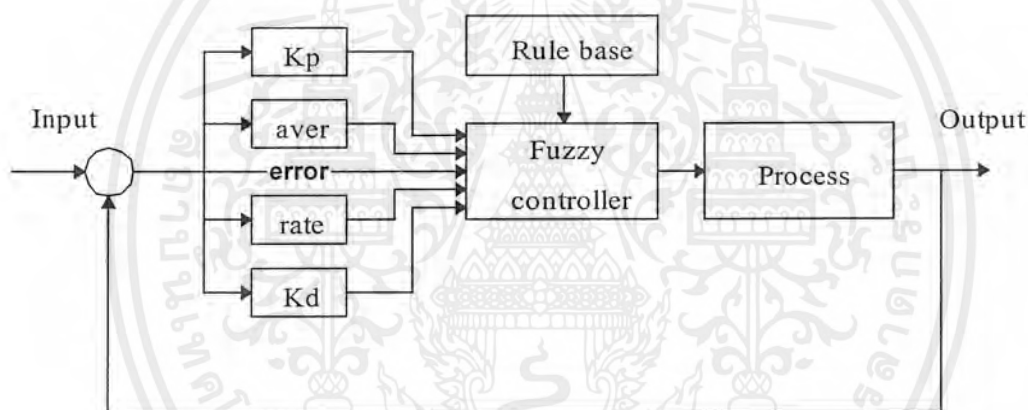 Kp
Rule base
Input
aver
Fuzzy
controller
Output
error
Process
rate
Kd